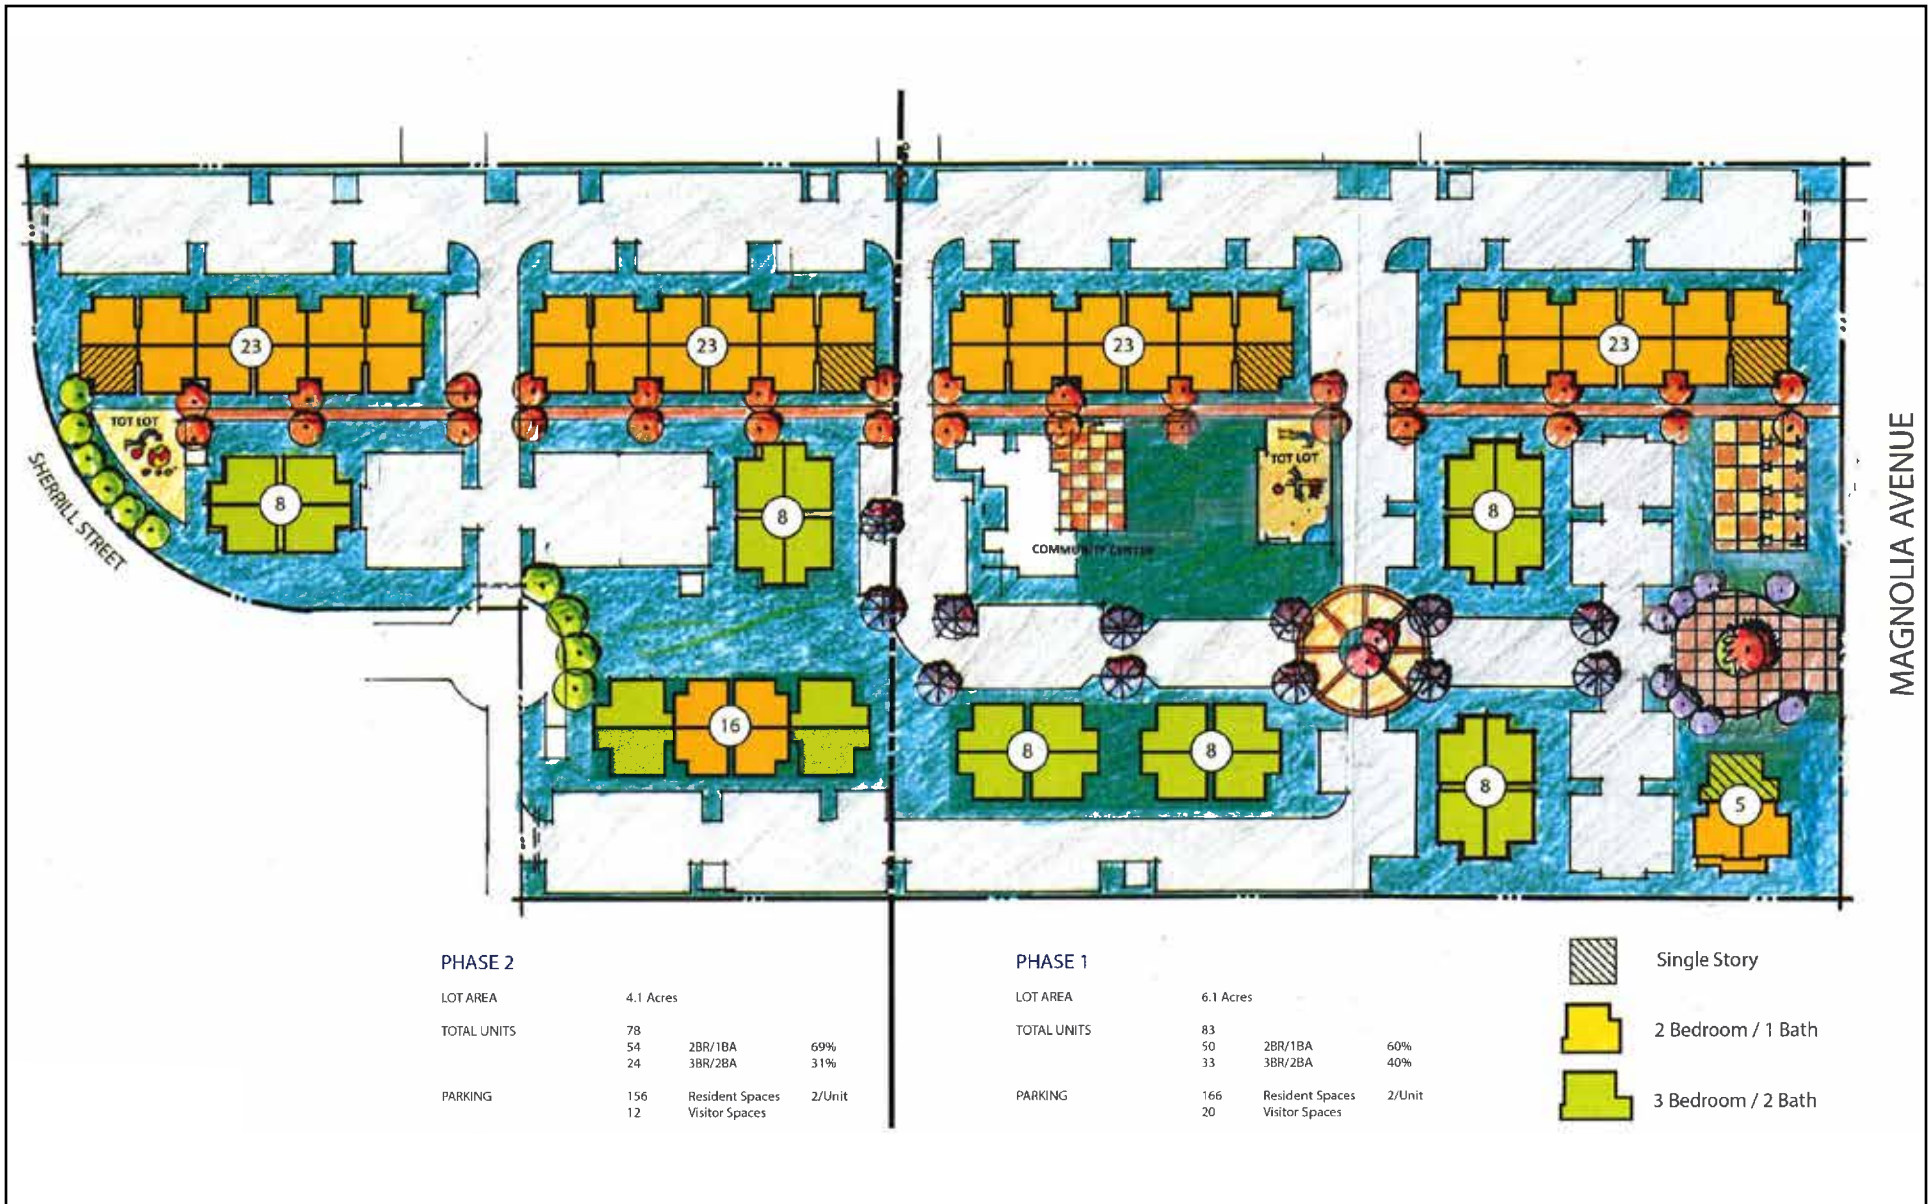 23
23
23
23
TOT LOT
TOT LOT
8
8
8
COMMUNITY CENTER
SHERRILL STREET
MAGNOLIA AVENUE
16
8
8
8
5
PHASE 2
LOT AREA 4.1 Acres
TOTAL UNITS 78
54 2BR/1BA 69%
24 3BR/2BA 31%
PARKING 156 Resident Spaces 2/Unit
12 Visitor Spaces
PHASE 1
LOT AREA 6.1 Acres
TOTAL UNITS 83
50 2BR/1BA 60%
33 3BR/2BA 40%
PARKING 166 Resident Spaces 2/Unit
20 Visitor Spaces
Single Story
2 Bedroom / 1 Bath
3 Bedroom / 2 Bath